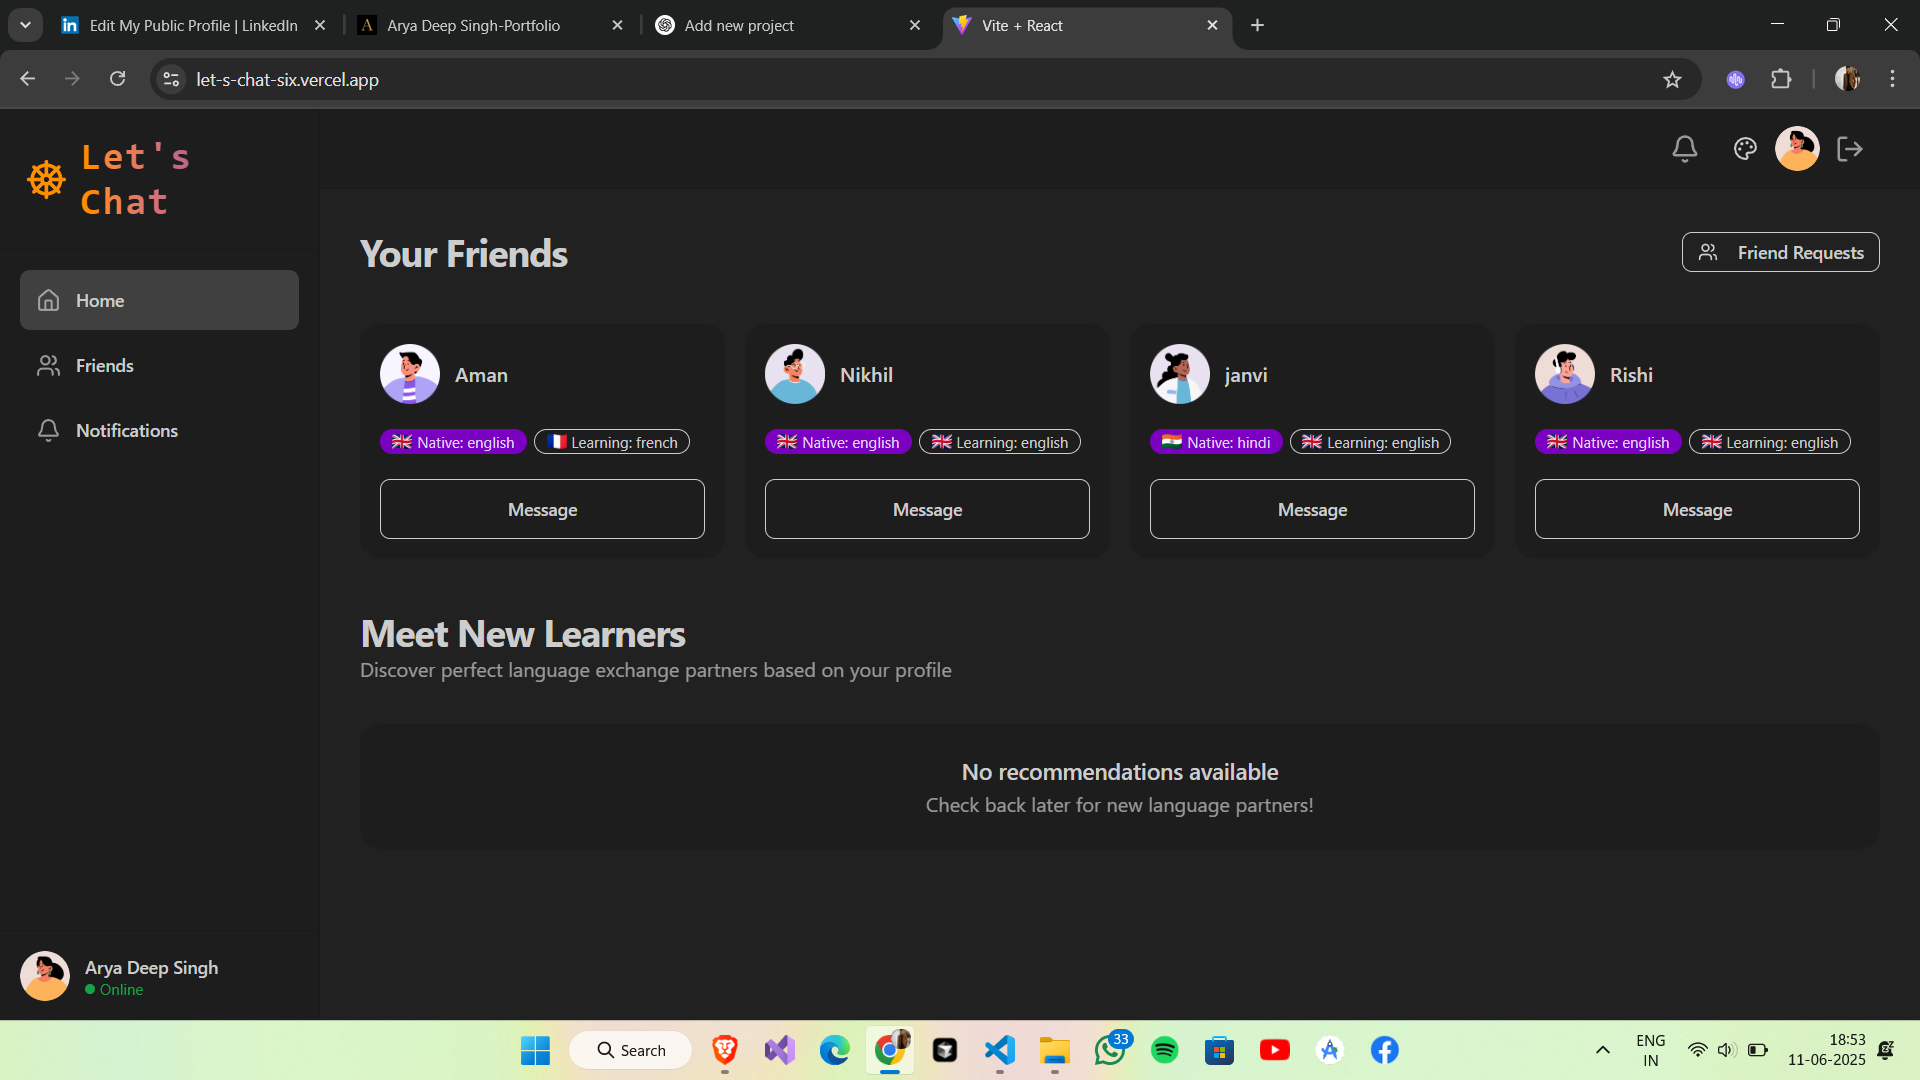 Edit My Public Profile | LinkedIn
Arya Deep Singh-Portfolio
Add new project
Vite + React
let-s-chat-six.vercel.app
Let's
Chat
Home
Friends
Notifications
Your Friends
Friend Requests
Aman
Native: english
Learning: french
Message
Nikhil
Native: english
Learning: english
Message
janvi
Native: hindi
Learning: english
Message
Rishi
Native: english
Learning: english
Message
Meet New Learners
Discover perfect language exchange partners based on your profile
No recommendations available
Check back later for new language partners!
Arya Deep Singh
Online
Search
33
ENG
IN
18:53
11-06-2025